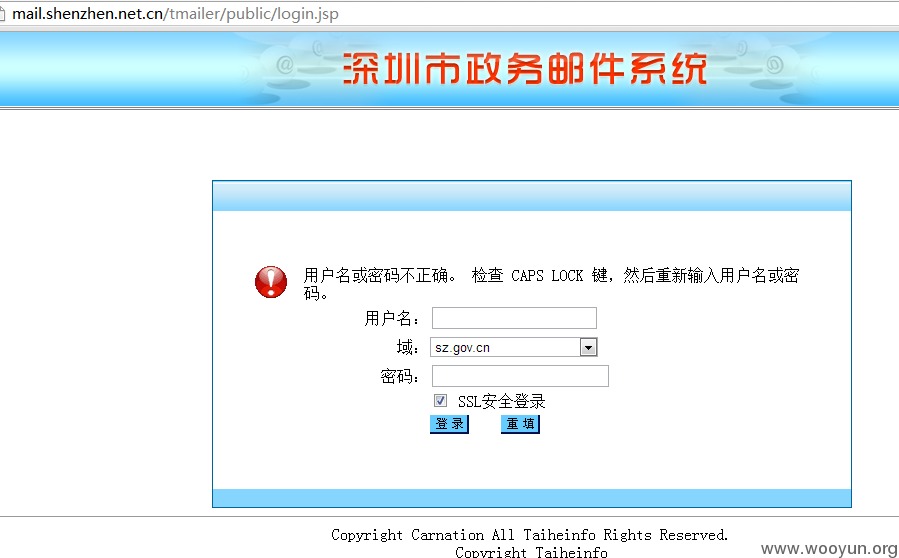 mail.shenzhen.net.cn/tmailer/public/login.jsp
深圳市政务邮件系统
用户名或密码不正确。 检查 CAPS LOCK 键，然后重新输入用户名或密
码。
用户名：
域： sz.gov.cn
密码：
SSL安全登录
登 录 重 填
Copyright Carnation All Taiheinfo Rights Reserved.
Copyright Taiheinfo
www.wooyun.org